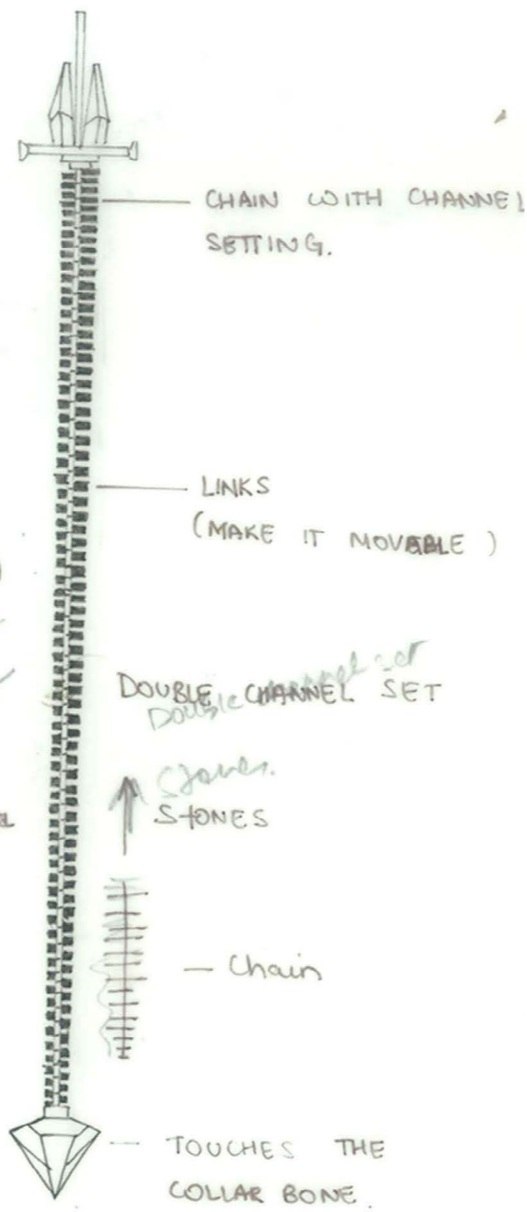 CHAIN WITH CHANNEL
SETTING.
LINKS
(MAKE IT MOVABLE)
DOUBLE CHANNEL SET
Double channel set
Stones.
STONES
— Chain
TOUCHES THE
COLLAR BONE.